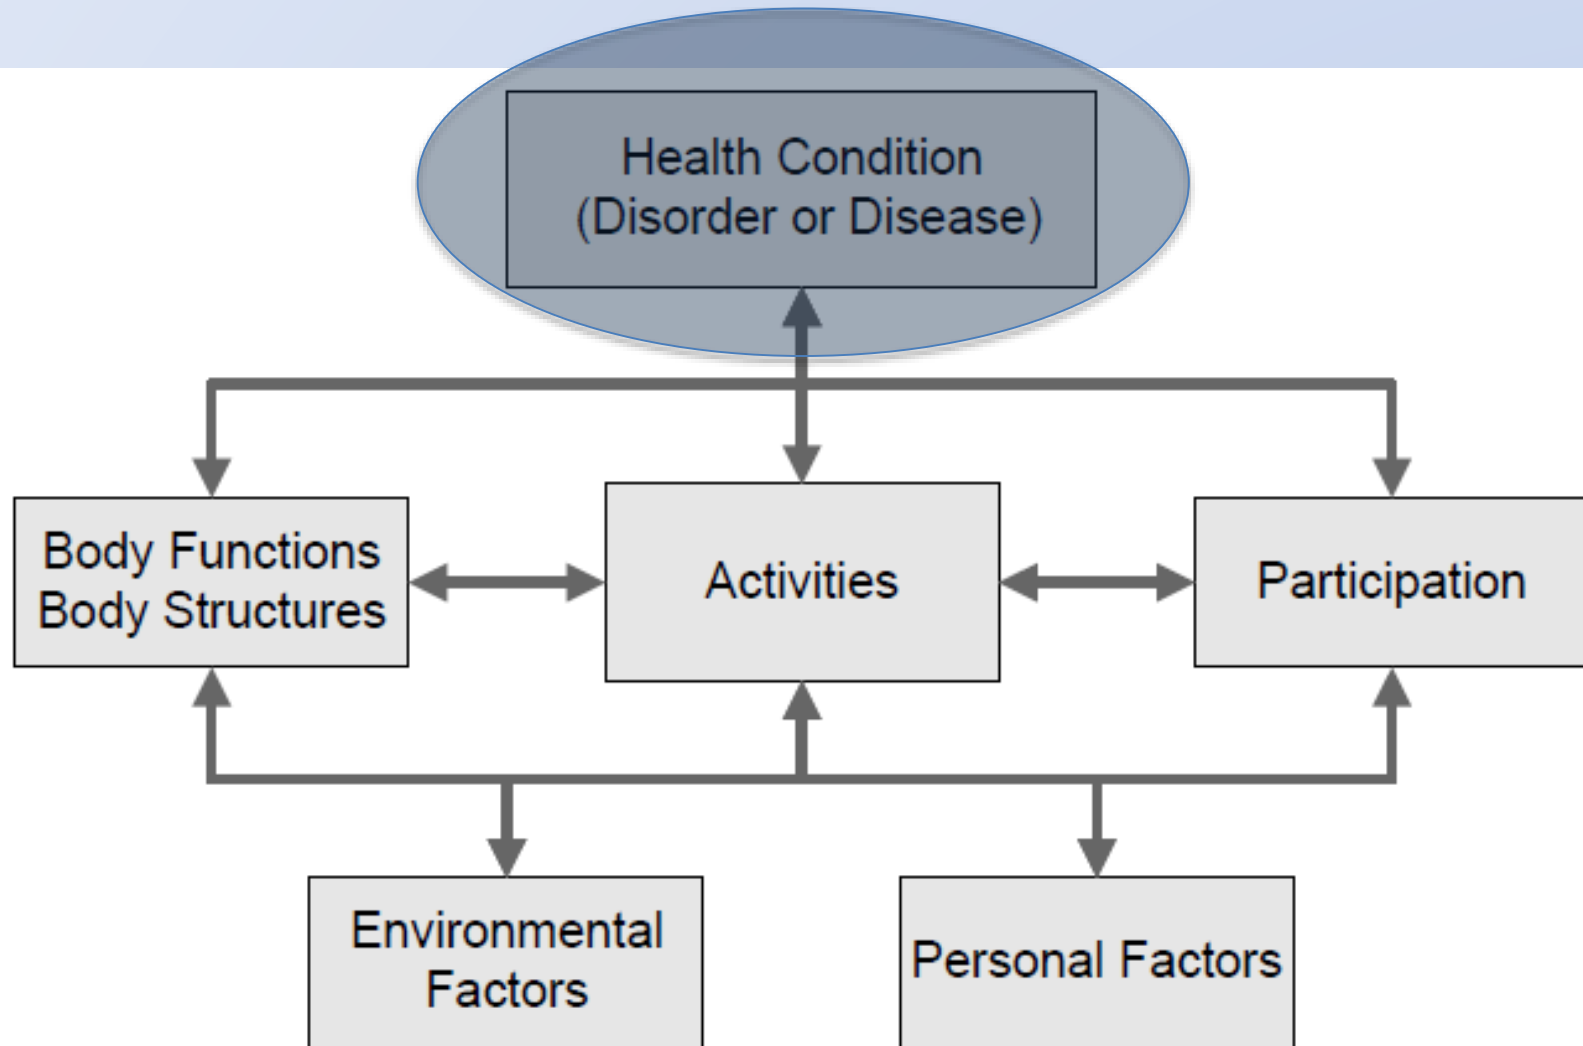 Health Condition
(Disorder or Disease)
Body Functions
Body Structures
Activities
Participation
Environmental
Factors
Personal Factors